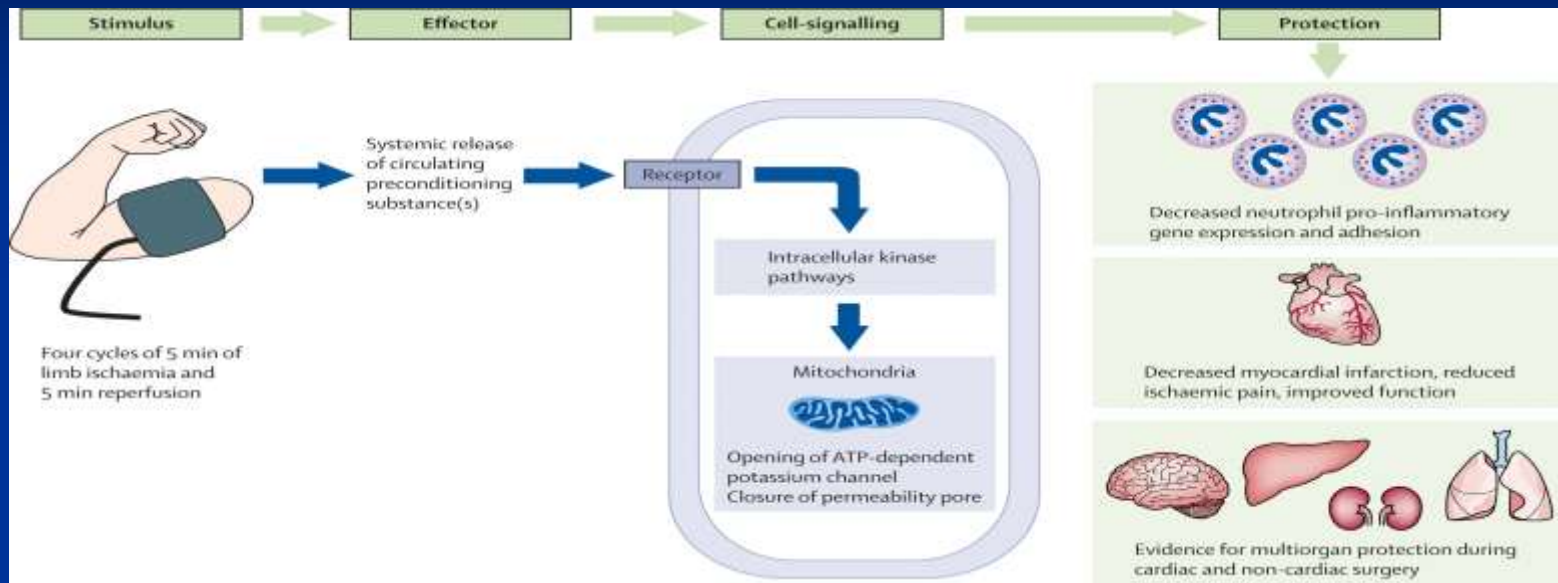 Stimulus
Effector
Cell-signalling
Protection
Four cycles of 5 min of
limb ischaemia and
5 min reperfusion
Systemic release
of circulating
preconditioning
substance(s)
Receptor
Intracellular kinase
pathways
Mitochondria
Opening of ATP-dependent
potassium channel
Closure of permeability pore
Decreased neutrophil pro-inflammatory
gene expression and adhesion
Decreased myocardial infarction, reduced
ischaemic pain, improved function
Evidence for multiorgan protection during
cardiac and non-cardiac surgery